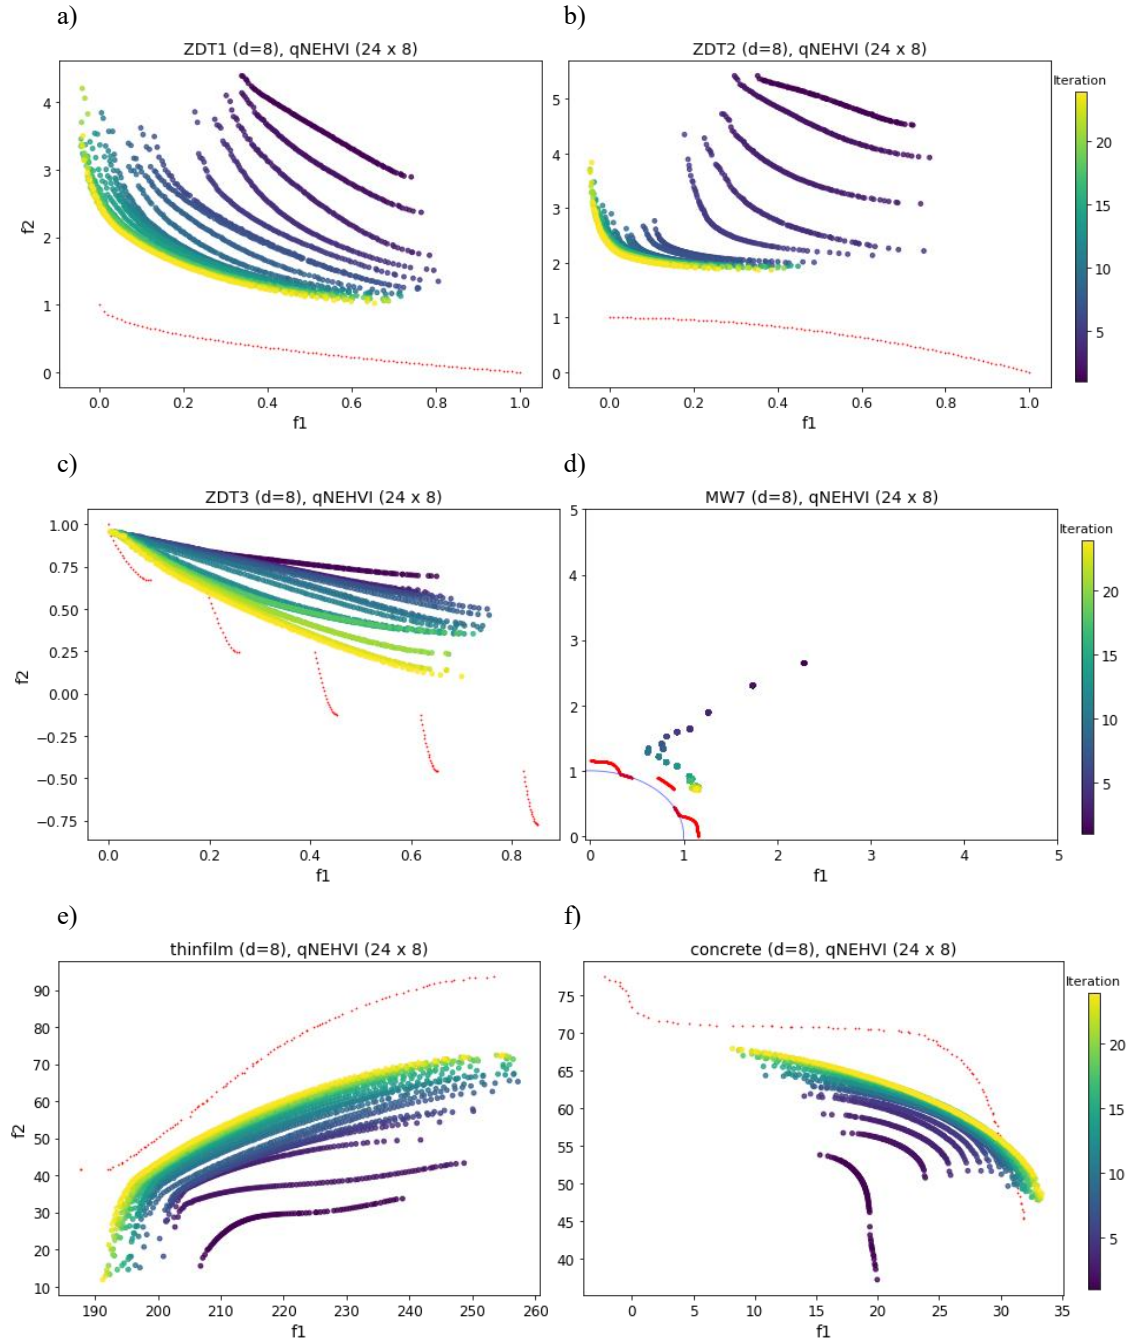 a)
b)
ZDT1 (d=8), qNEHVI (24 x 8)
ZDT2 (d=8), qNEHVI (24 x 8)
Iteration
4
3
2
1
0
f2
0.0 0.2 0.4 0.6 0.8 1.0
f1
5
4
3
2
1
0
0.0 0.2 0.4 0.6 0.8 1.0
f1
20
15
10
5
c)
d)
ZDT3 (d=8), qNEHVI (24 x 8)
MW7 (d=8), qNEHVI (24 x 8)
Iteration
1.00
0.75
0.50
0.25
0.00
−0.25
−0.50
−0.75
f2
0.0 0.2 0.4 0.6 0.8
f1
5
4
3
2
1
0
0 1 2 3 4 5
f1
20
15
10
5
e)
f)
thinfilm (d=8), qNEHVI (24 x 8)
concrete (d=8), qNEHVI (24 x 8)
Iteration
90
80
70
60
50
40
30
20
10
f2
190 200 210 220 230 240 250 260
f1
75
70
65
60
55
50
45
40
0 5 10 15 20 25 30 35
f1
20
15
10
5